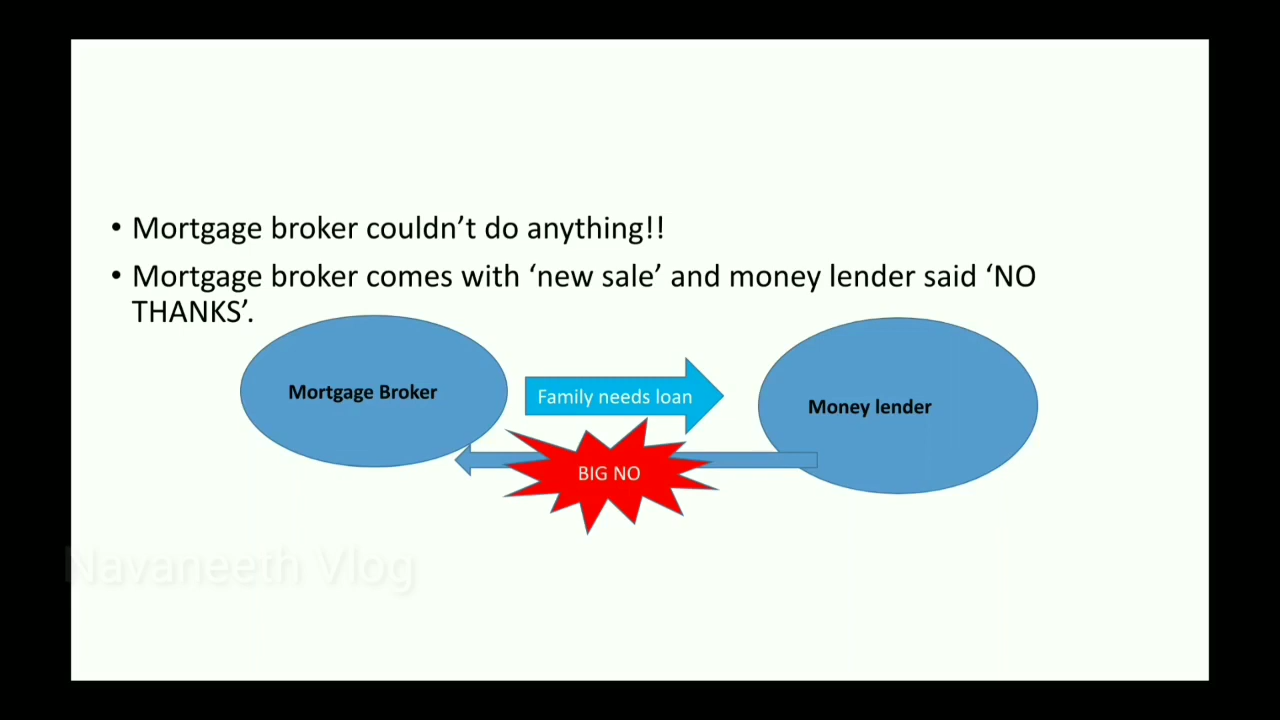 • Mortgage broker couldn’t do anything!!
• Mortgage broker comes with ‘new sale’ and money lender said ‘NO
THANKS’.
Mortgage Broker
Family needs loan
Money lender
BIG NO
Navaneeth Vlog